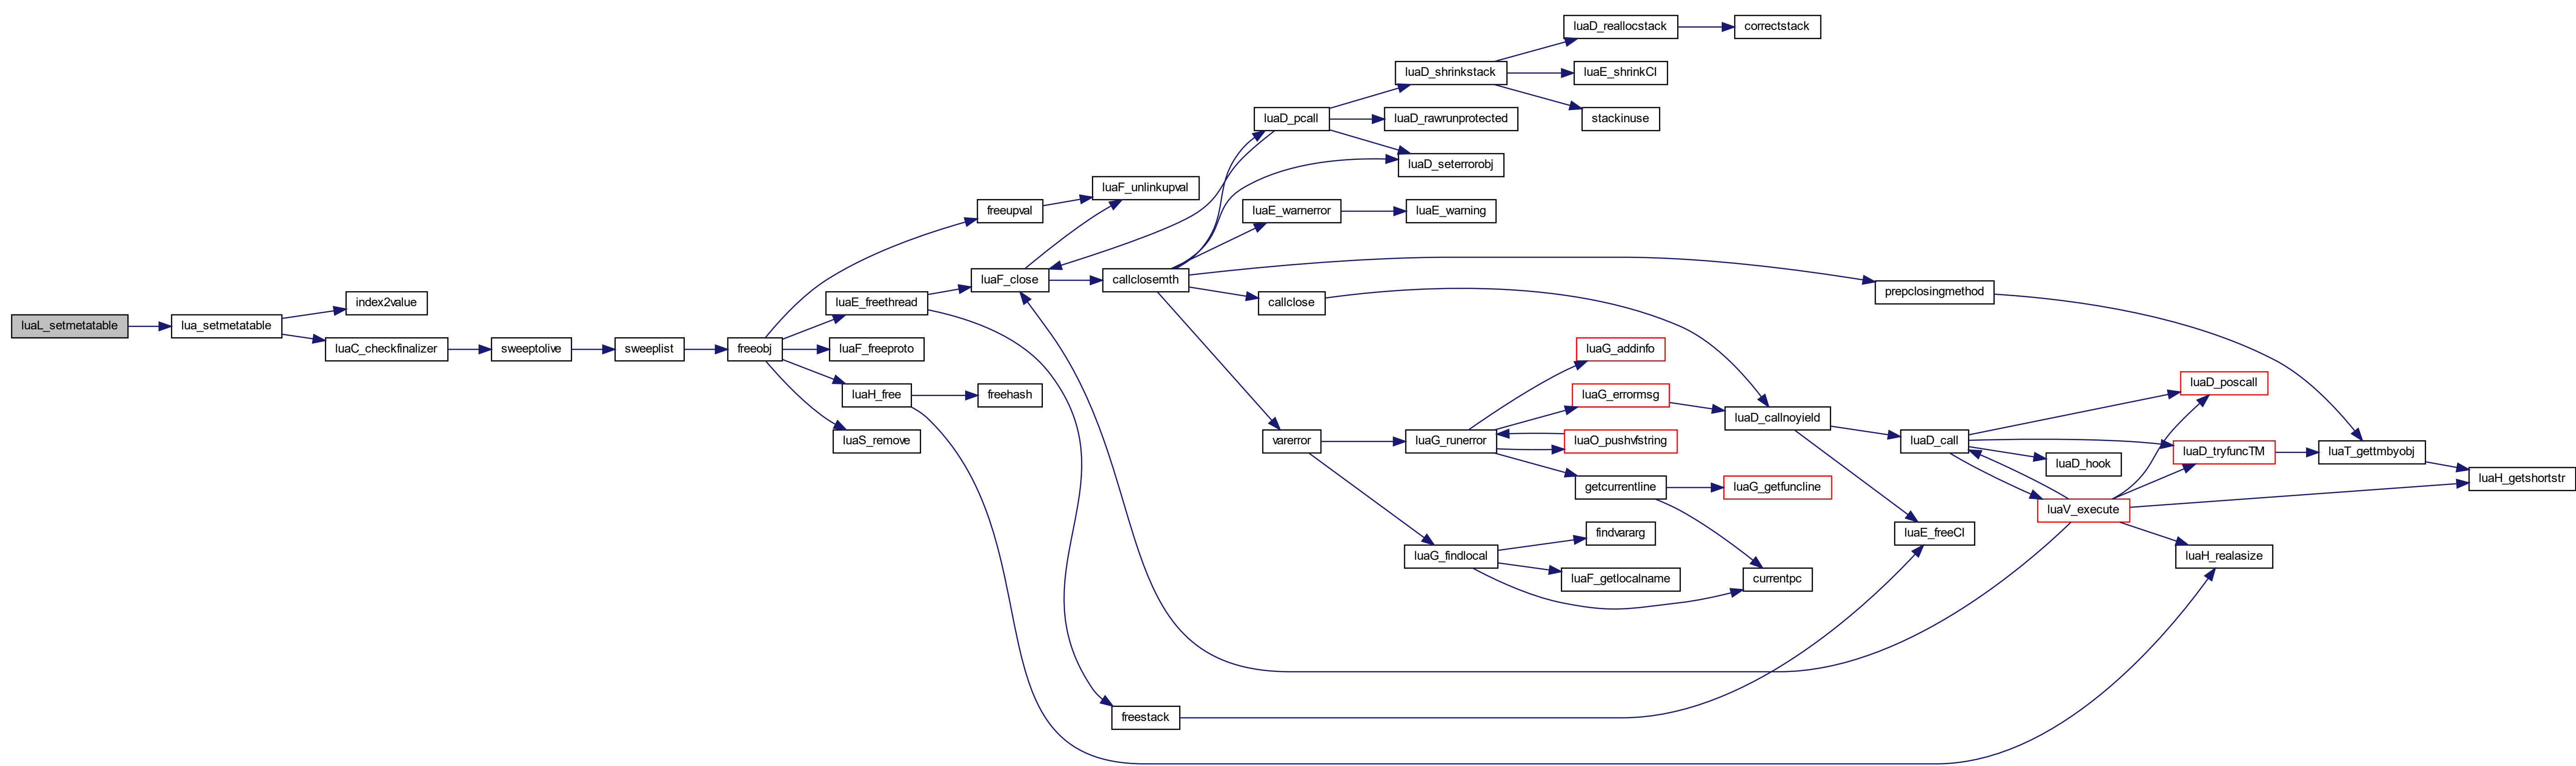 luaL_setmetatable
lua_setmetatable
index2value
luaC_checkfinalizer
sweeptolive
sweeplist
freeobj
freeupval
luaE_freethread
luaF_freeproto
luaH_free
luaS_remove
luaF_unlinkupval
luaF_close
freehash
callclosemth
freestack
luaD_pcall
luaE_warnerror
callclose
varerror
luaD_shrinkstack
luaD_rawrunprotected
luaD_seterrorobj
luaE_warning
luaG_runerror
luaG_findlocal
luaD_reallocstack
luaE_shrinkCI
stackinuse
luaG_addinfo
luaG_errormsg
luaO_pushvfstring
getcurrentline
findvararg
luaF_getlocalname
correctstack
luaD_callnoyield
luaG_getfuncline
currentpc
prepclosingmethod
luaD_call
luaE_freeCI
luaD_hook
luaV_execute
luaD_poscall
luaD_tryfuncTM
luaH_realasize
luaT_gettmbyobj
luaH_getshortstr